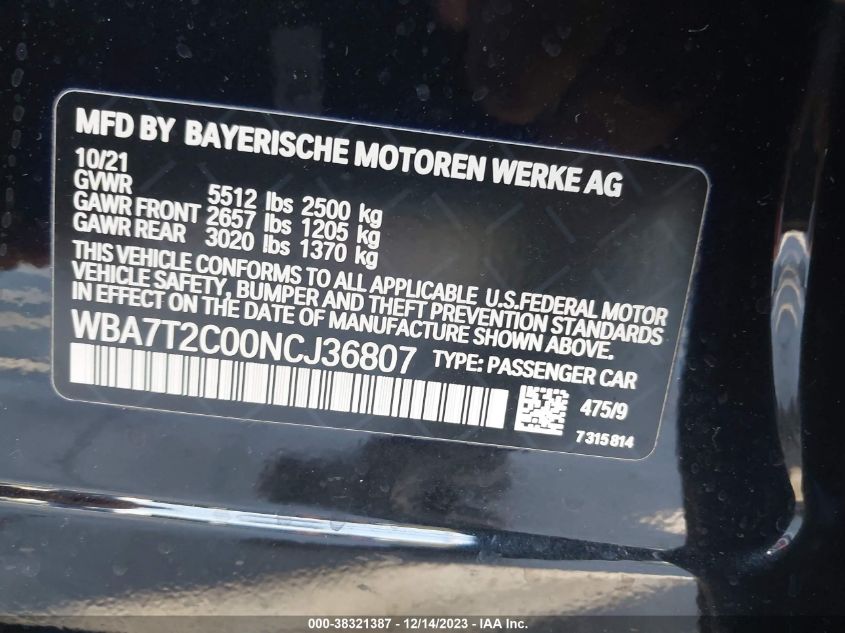 MFD BY BAYERISCHE MOTOREN WERKE AG
10/21
GVWR 5512 lbs 2500 kg
GAWR FRONT 2657 lbs 1205 kg
GAWR REAR 3020 lbs 1370 kg
THIS VEHICLE CONFORMS TO ALL APPLICABLE U.S.FEDERAL MOTOR
VEHICLE SAFETY, BUMPER AND THEFT PREVENTION STANDARDS IN
EFFECT ON THE DATE OF MANUFACTURE SHOWN ABOVE.
WBA7T2C00NCJ36807 TYPE: PASSENGER CAR
475/9
7 315 814
000-38321387 - 12/14/2023 - © IAA Inc.